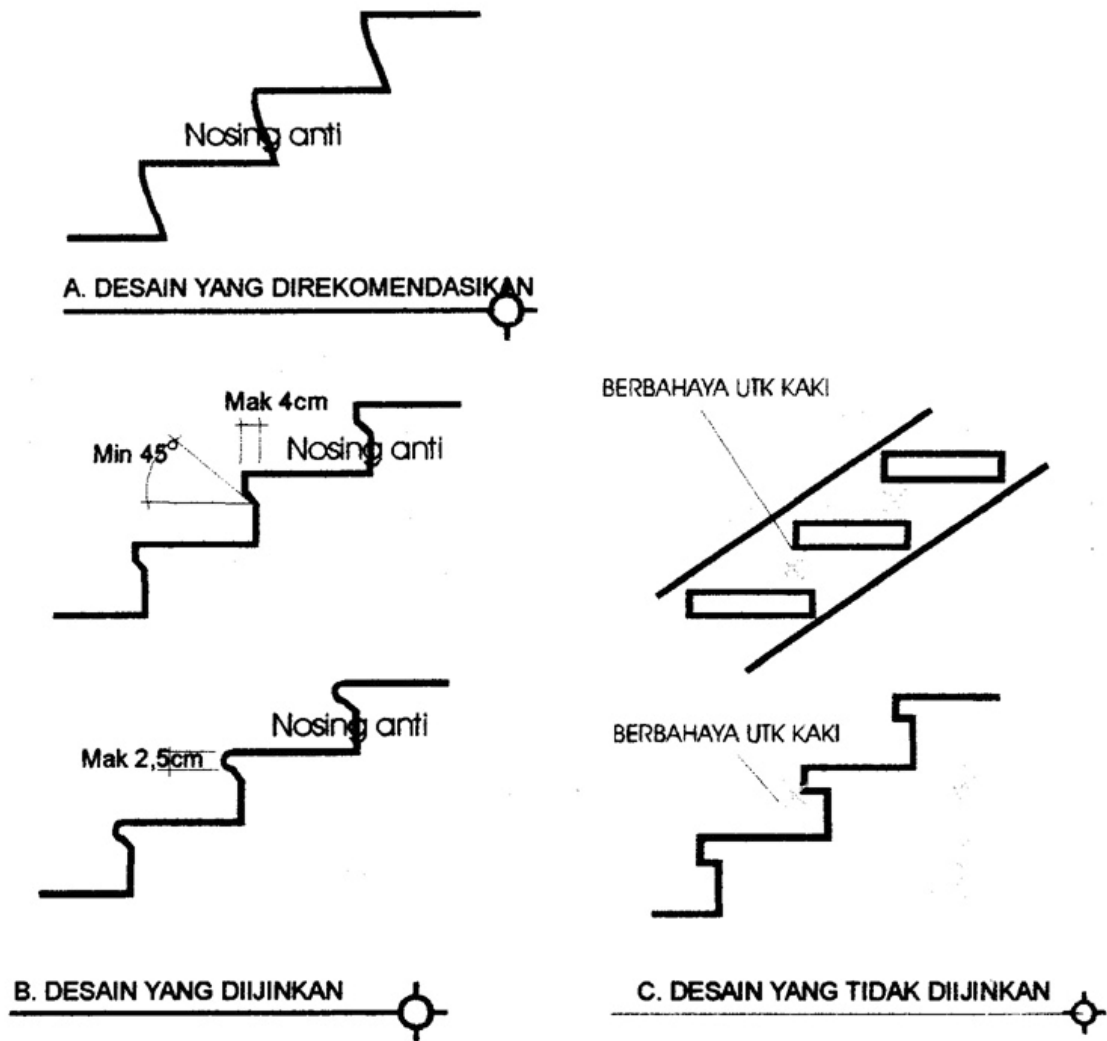 Nosing anti
A. DESAIN YANG DIREKOMENDASIKAN
Mak 4cm
Min 45°
Nosing anti
BERBAHAYA UTK KAKI
Nosing anti
Mak 2,5cm
BERBAHAYA UTK KAKI
B. DESAIN YANG DIIJINKAN
C. DESAIN YANG TIDAK DIIJINKAN